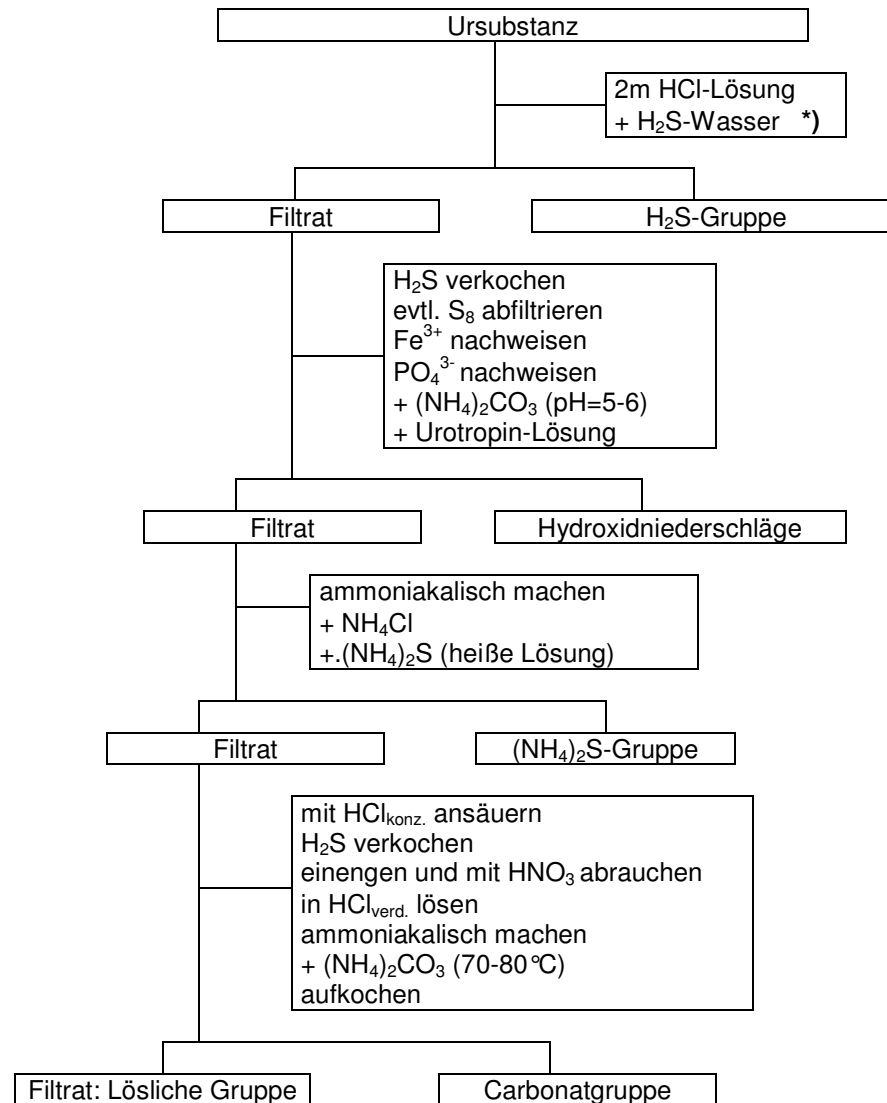 Ursubstanz
2m HCl-Lösung
+ H₂S-Wasser *)
Filtrat
H₂S-Gruppe
H₂S verkochen
evtl. S₈ abfiltrieren
Fe³⁺ nachweisen
PO₄³⁻ nachweisen
+ (NH₄)₂CO₃ (pH=5-6)
+ Urotropin-Lösung
Filtrat
Hydroxidniederschläge
ammoniakalisch machen
+ NH₄Cl
+.(NH₄)₂S (heiße Lösung)
Filtrat
(NH₄)₂S-Gruppe
mit HClkonz. ansäuern
H₂S verkochen
einengen und mit HNO₃ abrauchen
in HClverd. lösen
ammoniakalisch machen
+ (NH₄)₂CO₃ (70-80°C)
aufkochen
Filtrat: Lösliche Gruppe
Carbonatgruppe